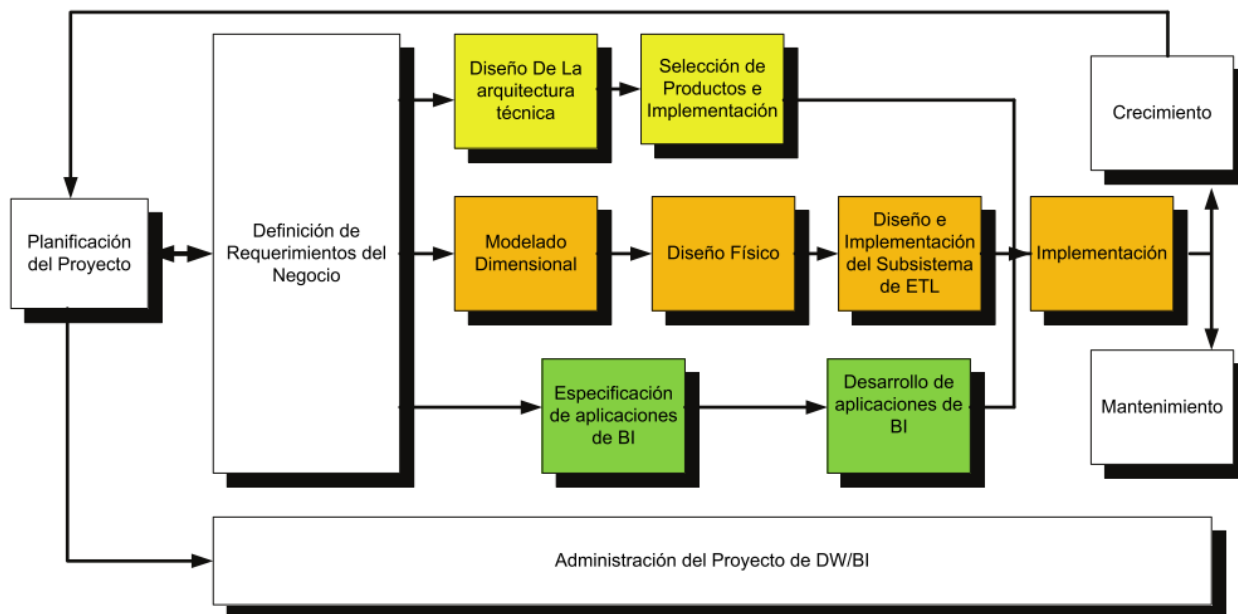 Planificación
del Proyecto
Definición de
Requerimientos del
Negocio
Diseño De La
arquitectura
técnica
Selección de
Productos e
Implementación
Modelado
Dimensional
Diseño Físico
Diseño e
Implementación
del Subsistema
de ETL
Implementación
Especificación
de aplicaciones
de BI
Desarrollo de
aplicaciones de
BI
Crecimiento
Mantenimiento
Administración del Proyecto de DW/BI